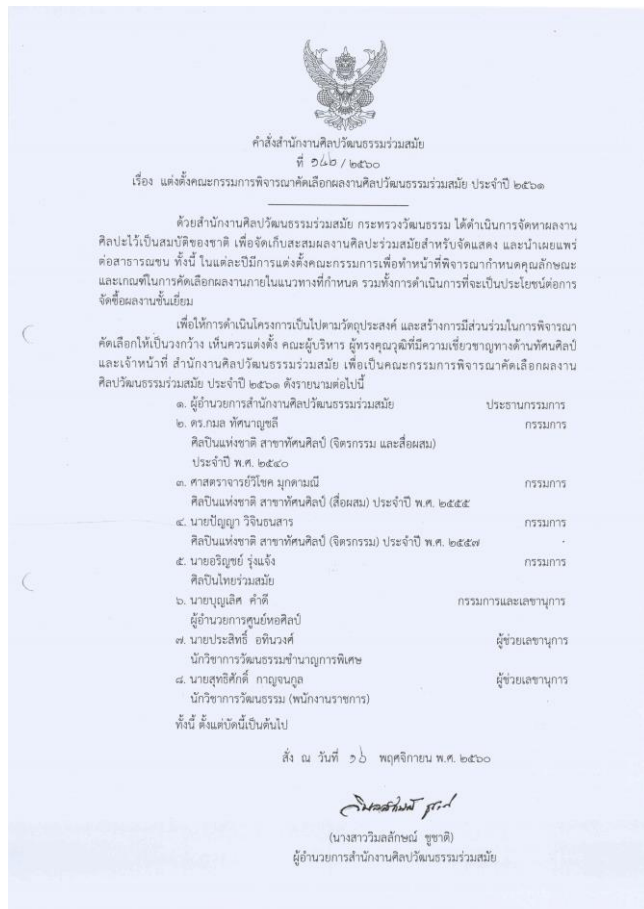 คำสั่งสำนักงานศิลปวัฒนธรรมร่วมสมัย
ที่ ๑๔๒ / ๒๕๖๐
เรื่อง แต่งตั้งคณะกรรมการพิจารณาคัดเลือกผลงานศิลปวัฒนธรรมร่วมสมัย ประจำปี ๒๕๖๑
ด้วยสำนักงานศิลปวัฒนธรรมร่วมสมัย กระทรวงวัฒนธรรม ได้ดำเนินการจัดหาผลงาน
ศิลปะไว้เป็นสมบัติของชาติ เพื่อจัดเก็บสะสมผลงานศิลปะร่วมสมัยสำหรับจัดแสดง และนำเผยแพร่
ต่อสาธารณชน ทั้งนี้ ในแต่ละปีมีการแต่งตั้งคณะกรรมการเพื่อทำหน้าที่พิจารณากำหนดคุณลักษณะ
และเกณฑ์ในการคัดเลือกผลงานภายในแนวทางที่กำหนด รวมทั้งการดำเนินการที่จะเป็นประโยชน์ต่อการ
จัดซื้อผลงานชั้นเยี่ยม
เพื่อให้การดำเนินโครงการเป็นไปตามวัตถุประสงค์ และสร้างการมีส่วนร่วมในการพิจารณา
คัดเลือกให้เป็นวงกว้าง เห็นควรแต่งตั้ง คณะผู้บริหาร ผู้ทรงคุณวุฒิที่มีความเชี่ยวชาญทางด้านทัศนศิลป์
และเจ้าหน้าที่ สำนักงานศิลปวัฒนธรรมร่วมสมัย เพื่อเป็นคณะกรรมการพิจารณาคัดเลือกผลงาน
ศิลปวัฒนธรรมร่วมสมัย ประจำปี ๒๕๖๑ ดังรายนามต่อไปนี้
๑. ผู้อำนวยการสำนักงานศิลปวัฒนธรรมร่วมสมัย ประธานกรรมการ
๒. ดร.กมล ทัศนาญชลี กรรมการ
ศิลปินแห่งชาติ สาขาทัศนศิลป์ (จิตรกรรม และสื่อผสม)
ประจำปี พ.ศ. ๒๕๔๐
๓. ศาสตราจารย์วิโชค มุกดามณี กรรมการ
ศิลปินแห่งชาติ สาขาทัศนศิลป์ (สื่อผสม) ประจำปี พ.ศ. ๒๕๕๕
๔. นายปัญญา วิจินธนสาร กรรมการ
ศิลปินแห่งชาติ สาขาทัศนศิลป์ (จิตรกรรม) ประจำปี พ.ศ. ๒๕๕๗
๕. นายอริญชย์ รุ่งแจ้ง กรรมการ
ศิลปินไทยร่วมสมัย
๖. นายบุญเลิศ คำดี กรรมการและเลขานุการ
ผู้อำนวยการศูนย์หอศิลป์
๗. นายประสิทธิ์ อทินวงศ์ ผู้ช่วยเลขานุการ
นักวิชาการวัฒนธรรมชำนาญการพิเศษ
๘. นายสุทธิศักดิ์ กาญจนกูล ผู้ช่วยเลขานุการ
นักวิชาการวัฒนธรรม (พนักงานราชการ)
ทั้งนี้ ตั้งแต่บัดนี้เป็นต้นไป
สั่ง ณ วันที่ ๑๖ พฤศจิกายน พ.ศ. ๒๕๖๐
(นางสาววิมลลักษณ์ ชูชาติ)
ผู้อำนวยการสำนักงานศิลปวัฒนธรรมร่วมสมัย